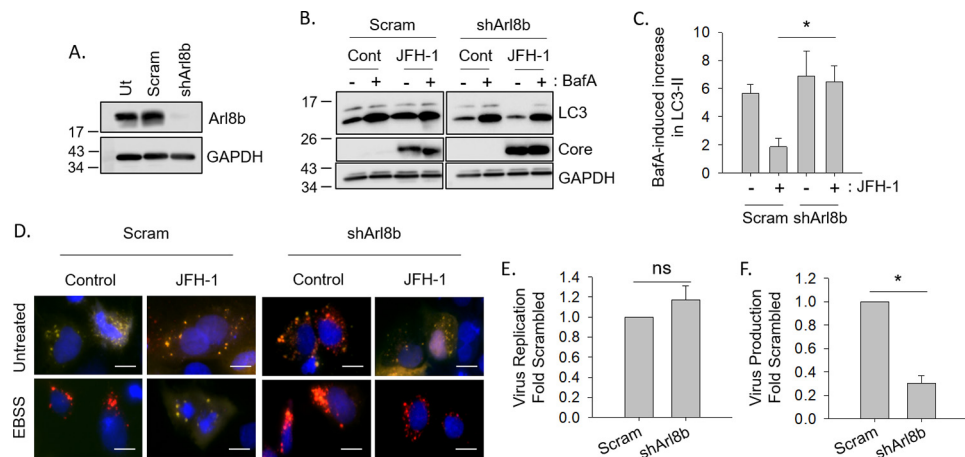 A.
Ut Scram shArl8b
Arl8b
17
43
34
GAPDH
B.
Scram shArl8b
Cont JFH-1 Cont JFH-1
- + - + - + - + : BafA
17
LC3
26
Core
43
34
GAPDH
C.
BafA-induced increase
in LC3-II
10
8
6
4
2
0
*
- + - + : JFH-1
Scram shArl8b
D.
Scram shArl8b
Control JFH-1 Control JFH-1
Untreated
EBSS
E.
Virus Replication
Fold Scrambled
1.4
1.2
1.0
0.8
0.6
0.4
0.2
0.0
ns
Scram shArl8b
F.
Virus Production
Fold Scrambled
1.2
1.0
0.8
0.6
0.4
0.2
0.0
*
Scram shArl8b